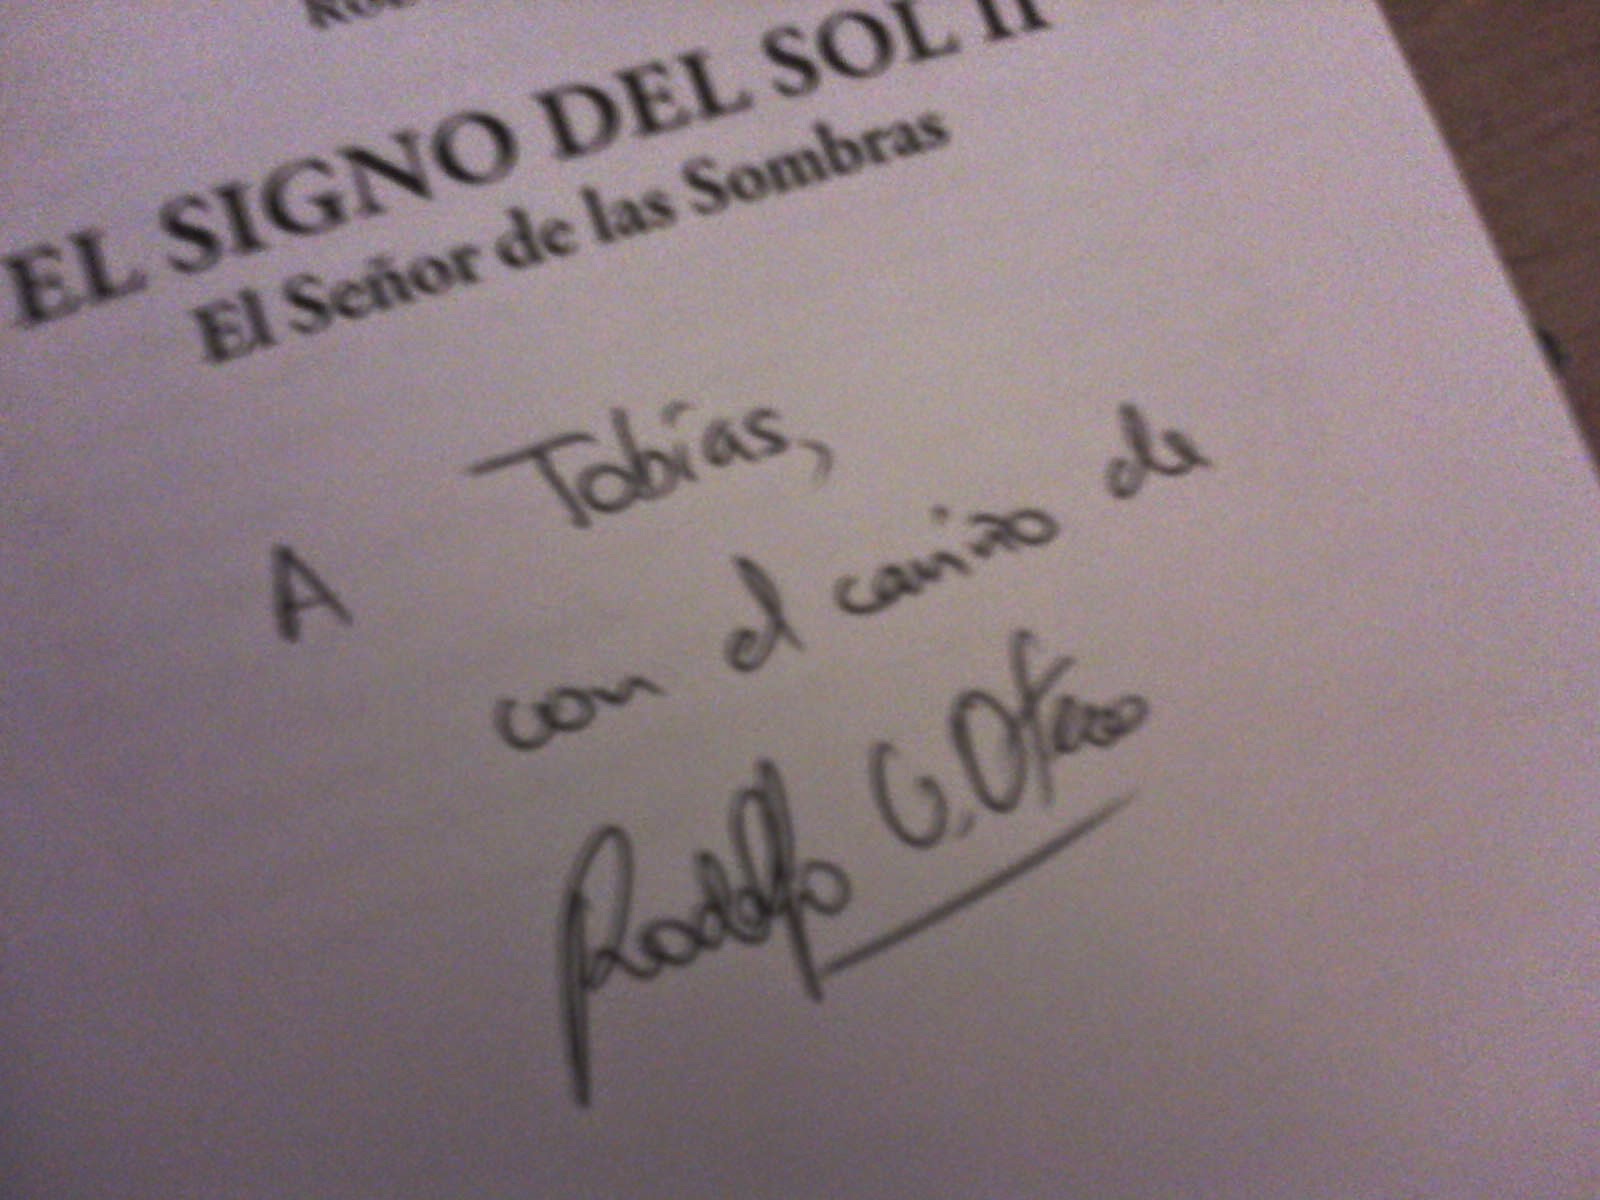 EL SIGNO DEL SOL II
El Señor de las Sombras
A Tobías,
con el cariño de
Rodolfo G. Otero